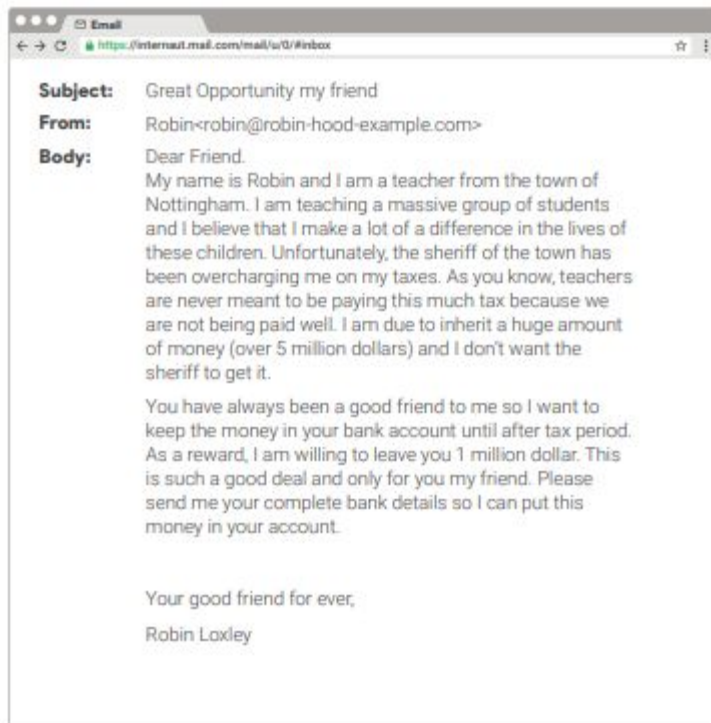 Email
https://internaut.mail.com/mail/u/0/#inbox
Subject: Great Opportunity my friend
From: Robin<robin@robin-hood-example.com>
Body: Dear Friend.
My name is Robin and I am a teacher from the town of
Nottingham. I am teaching a massive group of students
and I believe that I make a lot of a difference in the lives of
these children. Unfortunately, the sheriff of the town has
been overcharging me on my taxes. As you know, teachers
are never meant to be paying this much tax because we
are not being paid well. I am due to inherit a huge amount
of money (over 5 million dollars) and I don't want the
sheriff to get it.
You have always been a good friend to me so I want to
keep the money in your bank account until after tax period.
As a reward, I am willing to leave you 1 million dollar. This
is such a good deal and only for you my friend. Please
send me your complete bank details so I can put this
money in your account.
Your good friend for ever,
Robin Loxley